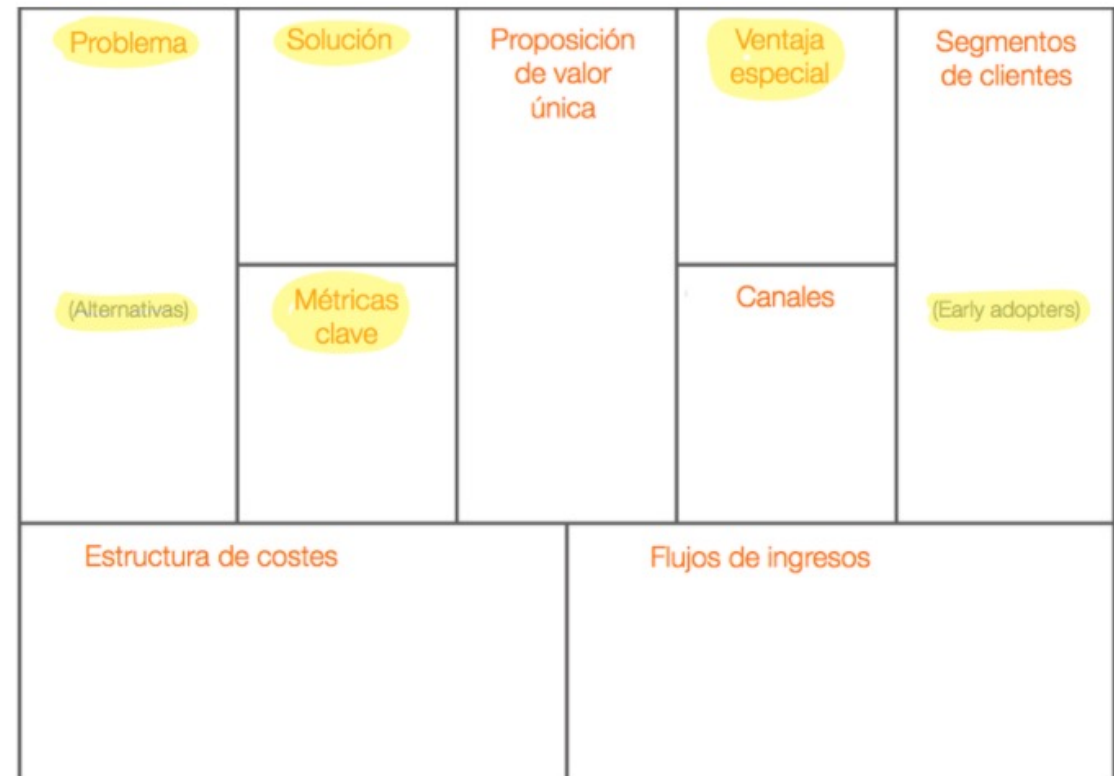 Problema
(Alternativas)
Solución
Métricas
clave
Proposición
de valor
única
Ventaja
especial
Canales
Segmentos
de clientes
(Early adopters)
Estructura de costes
Flujos de ingresos